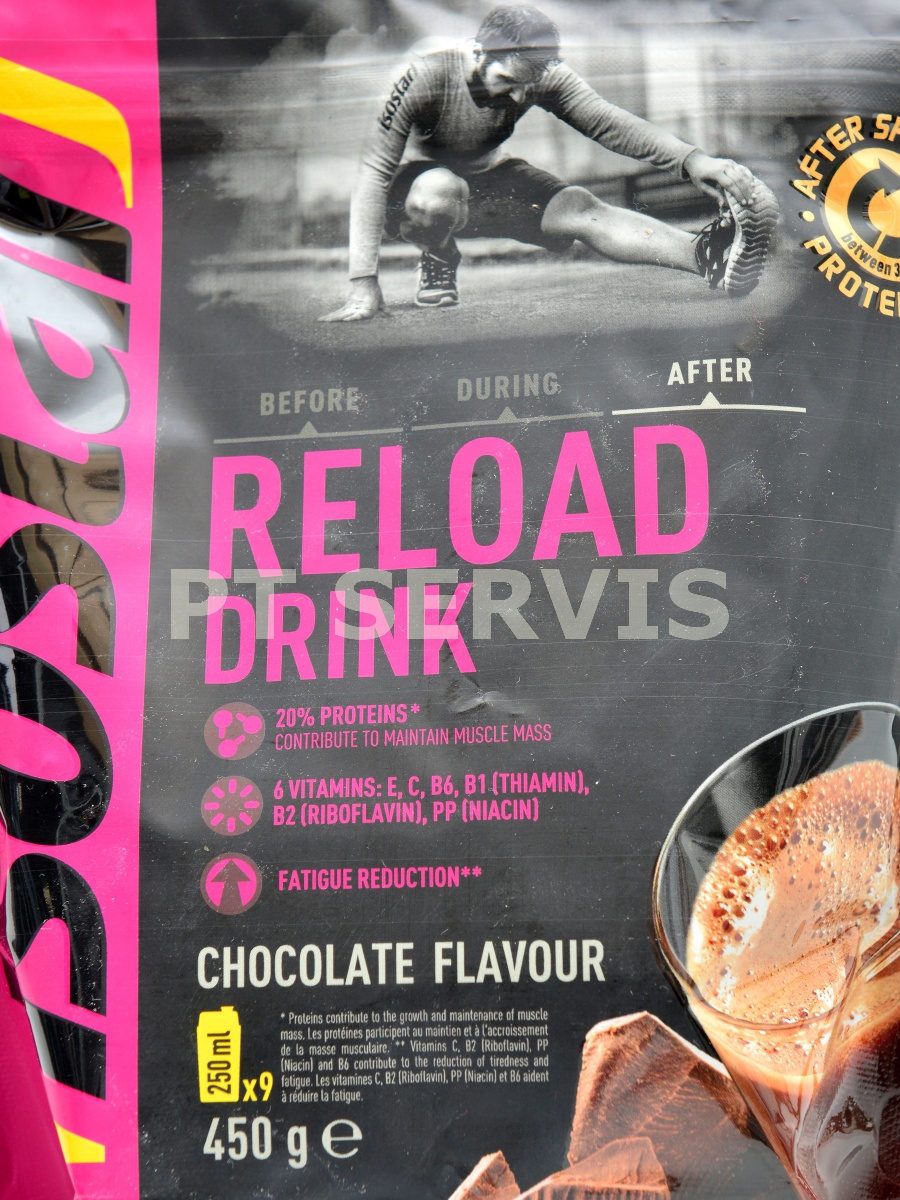 isostar
isostar
AFTER
PROTE
between 3
BEFORE
DURING
AFTER
RELOAD
DRINK
PT SERVIS
20% PROTEINS*
CONTRIBUTE TO MAINTAIN MUSCLE MASS
6 VITAMINS: E, C, B6, B1 (THIAMIN),
B2 (RIBOFLAVIN), PP (NIACIN)
FATIGUE REDUCTION**
CHOCOLATE FLAVOUR
250 ml
x9
* Proteins contribute to the growth and maintenance of muscle
mass. Les protéines participent au maintien et à l'accroissement
de la masse musculaire. ** Vitamins C, B2 (Riboflavin), PP
(Niacin) and B6 contribute to the reduction of tiredness and
fatigue. Les vitamines C, B2 (Riboflavin), PP (Niacin) et B6 aident
à réduire la fatigue.
450 g ℮